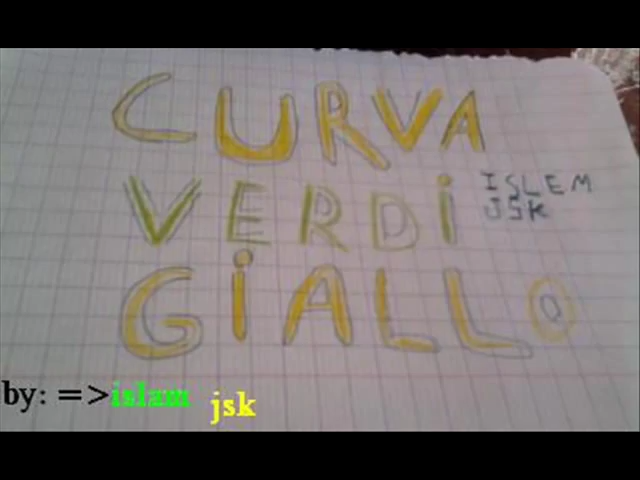 CURVA
VERDi
GiALLO
ISLEM
JSK
by: =>islam jsk